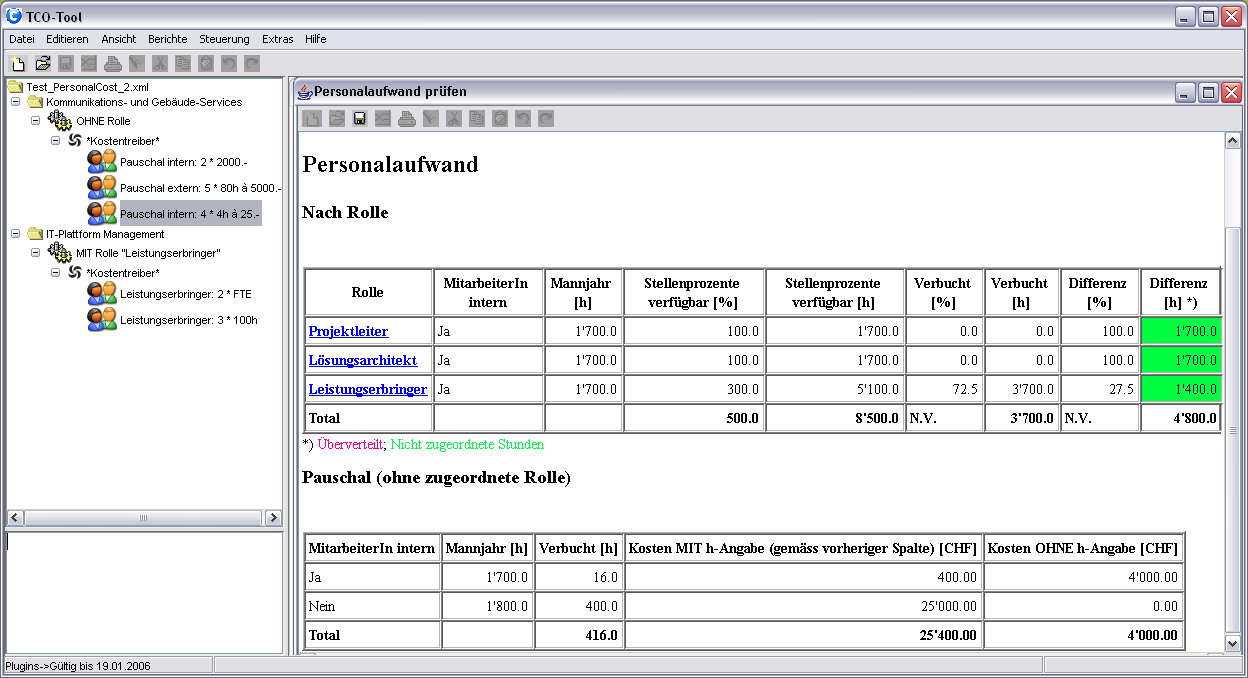 TCO-Tool
Datei Editieren Ansicht Berichte Steuerung Extras Hilfe
Test_PersonalCost_2.xml
Kommunikations- und Gebäude-Services
OHNE Rolle
*Kostentreiber*
Pauschal intern: 2 * 2000.-
Pauschal extern: 5 * 80h à 5000.-
Pauschal intern: 4 * 4h à 25.-
IT-Plattform Management
MIT Rolle "Leistungserbringer"
*Kostentreiber*
Leistungserbringer: 2 * FTE
Leistungserbringer: 3 * 100h
Plugins->Gültig bis 19.01.2006
Personalaufwand prüfen
Personalaufwand
Nach Rolle
Rolle MitarbeiterIn intern Mannjahr [h] Stellenprozente verfügbar [%] Stellenprozente verfügbar [h] Verbucht [%] Verbucht [h] Differenz [%] Differenz [h] *)
Projektleiter Ja 1'700.0 100.0 1'700.0 0.0 0.0 100.0 1'700.0
Lösungsarchitekt Ja 1'700.0 100.0 1'700.0 0.0 0.0 100.0 1'700.0
Leistungserbringer Ja 1'700.0 300.0 5'100.0 72.5 3'700.0 27.5 1'400.0
Total 500.0 8'500.0 N.V. 3'700.0 N.V. 4'800.0
*) Überverteilt; Nicht zugeordnete Stunden
Pauschal (ohne zugeordnete Rolle)
MitarbeiterIn intern Mannjahr [h] Verbucht [h] Kosten MIT h-Angabe (gemäss vorheriger Spalte) [CHF] Kosten OHNE h-Angabe [CHF]
Ja 1'700.0 16.0 400.00 4'000.00
Nein 1'800.0 400.0 25'000.00 0.00
Total 416.0 25'400.00 4'000.00